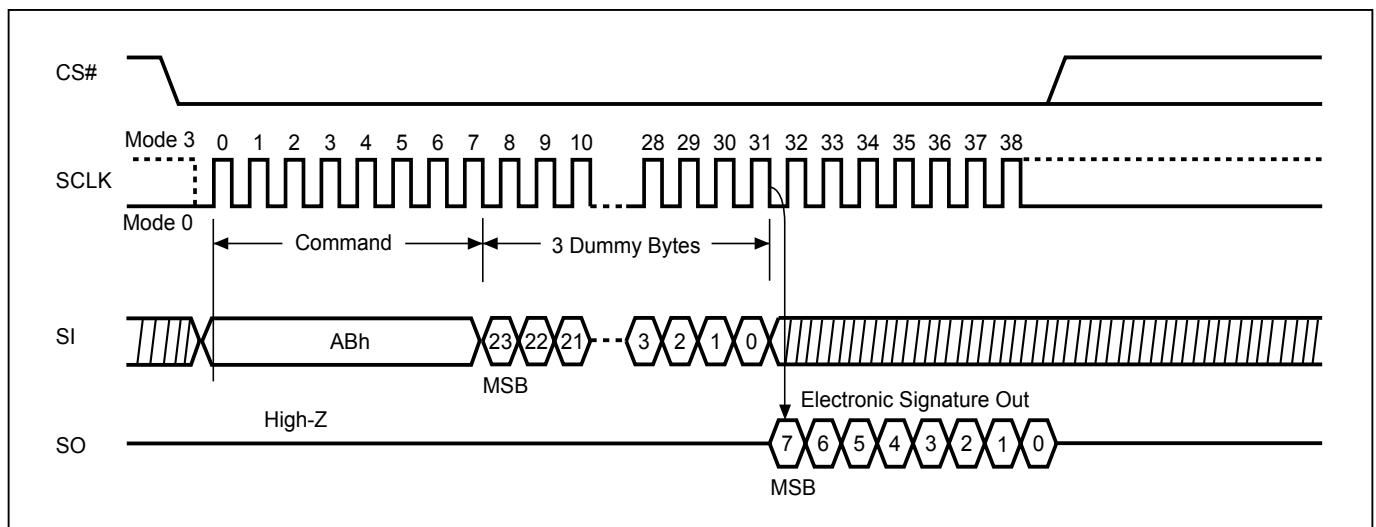 CS#
Mode 3
0 1 2 3 4 5 6 7 8 9 10 28 29 30 31 32 33 34 35 36 37 38
SCLK
Mode 0
Command
3 Dummy Bytes
SI
ABh
23 22 21 3 2 1 0
MSB
Electronic Signature Out
High-Z
SO
7 6 5 4 3 2 1 0
MSB